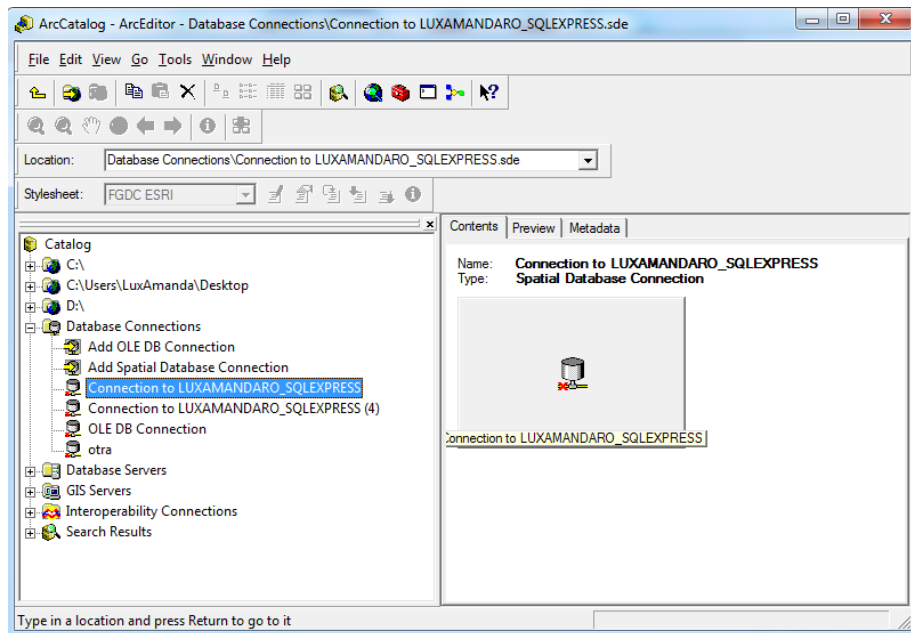 ArcCatalog - ArcEditor - Database Connections\Connection to LUXAMANDARO_SQLEXPRESS.sde
File Edit View Go Tools Window Help
Location: Database Connections\Connection to LUXAMANDARO_SQLEXPRESS.sde
Stylesheet: FGDC ESRI
Catalog
C:\
C:\Users\LuxAmanda\Desktop
D:\
Database Connections
Add OLE DB Connection
Add Spatial Database Connection
Connection to LUXAMANDARO_SQLEXPRESS
Connection to LUXAMANDARO_SQLEXPRESS (4)
OLE DB Connection
otra
Database Servers
GIS Servers
Interoperability Connections
Search Results
Contents Preview Metadata
Name: Connection to LUXAMANDARO_SQLEXPRESS
Type: Spatial Database Connection
Connection to LUXAMANDARO_SQLEXPRESS
Type in a location and press Return to go to it